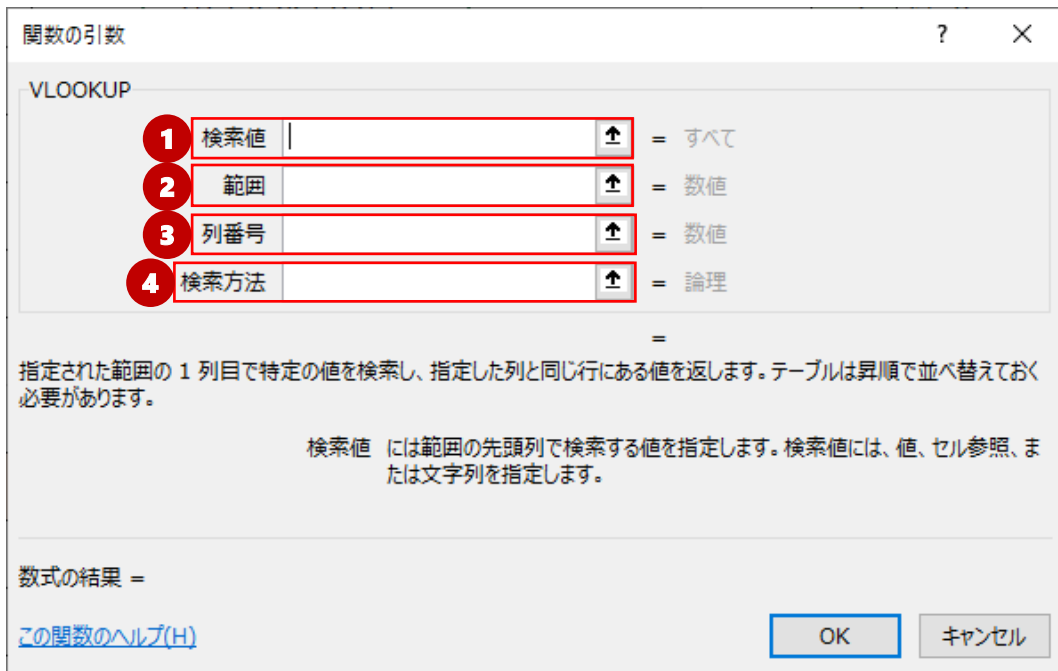 関数の引数 ? ×
VLOOKUP
1 検索値 = すべて
2 範囲 = 数値
3 列番号 = 数値
4 検索方法 = 論理
=
指定された範囲の 1 列目で特定の値を検索し、指定した列と同じ行にある値を返します。テーブルは昇順で並べ替えておく
必要があります。
検索値 には範囲の先頭列で検索する値を指定します。検索値には、値、セル参照、ま
たは文字列を指定します。
数式の結果 =
この関数のヘルプ(H)
OK キャンセル